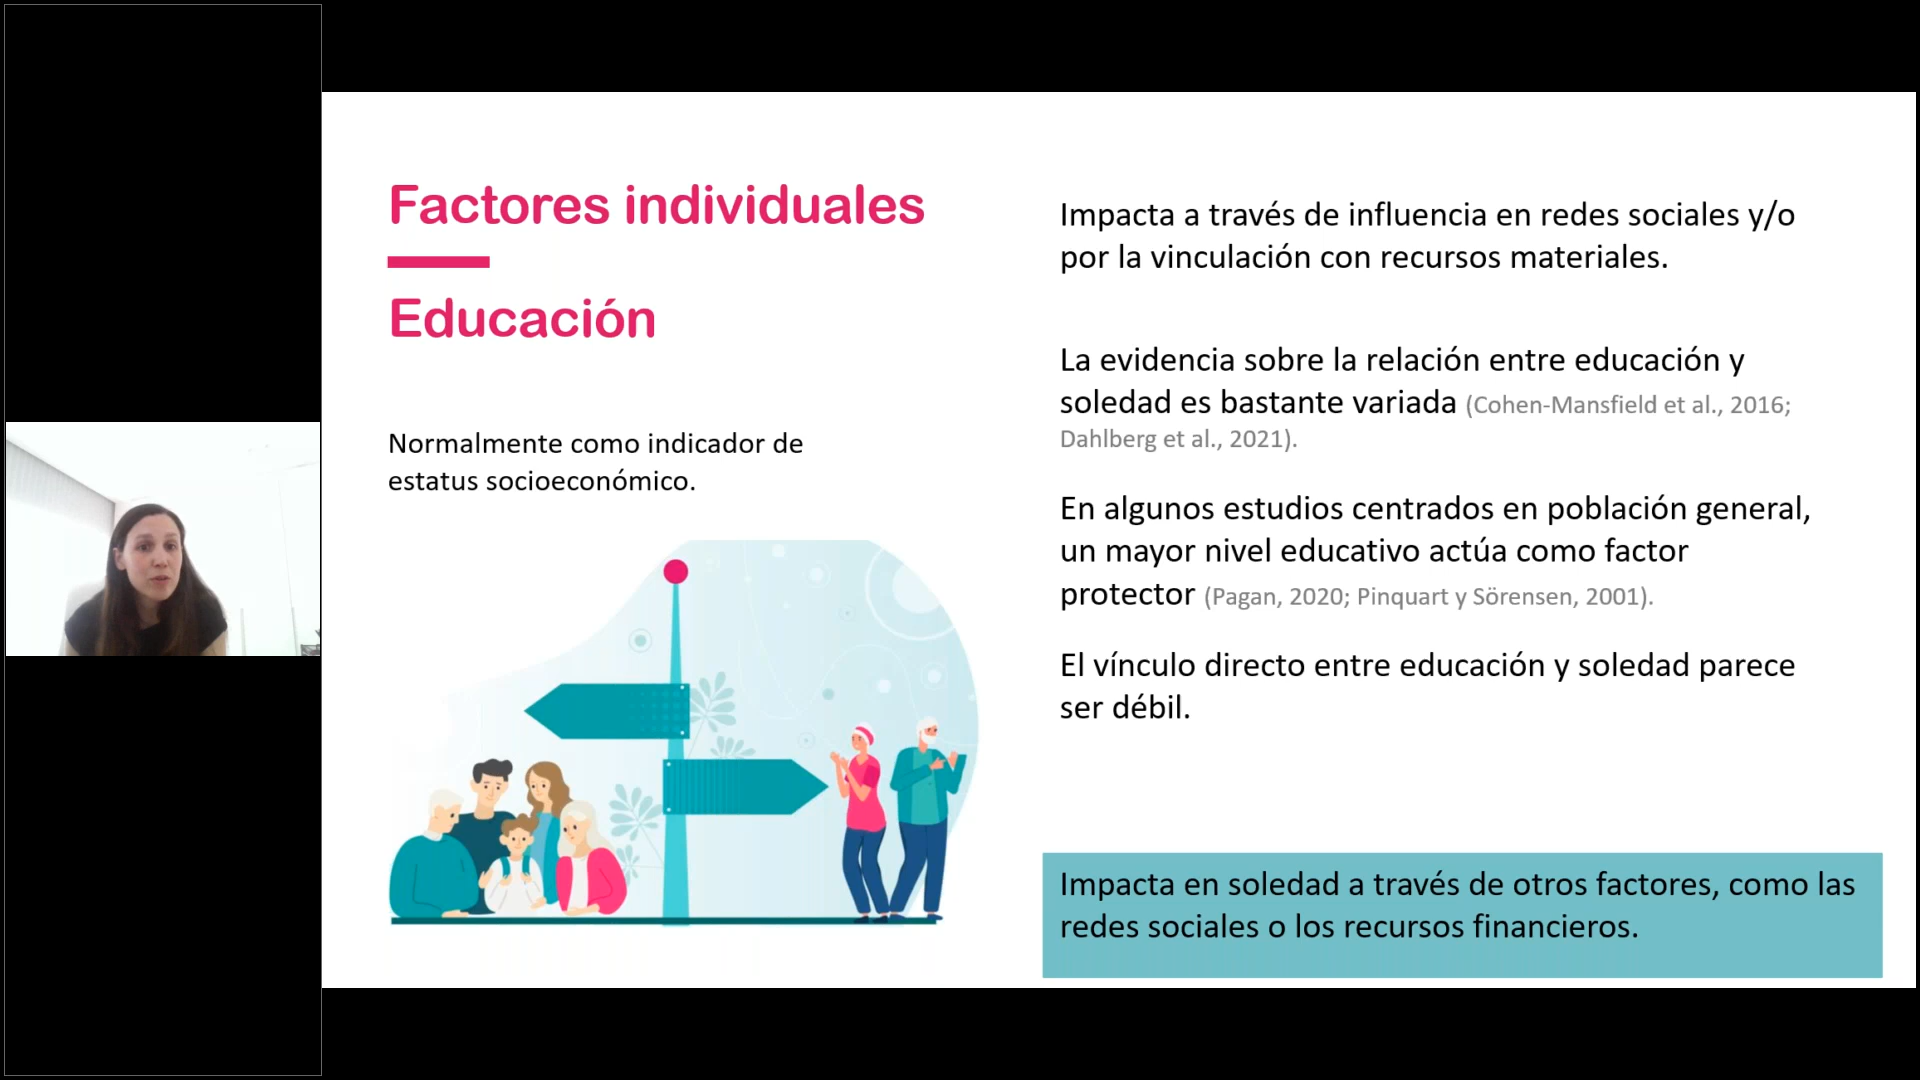 Factores individuales
Educación
Normalmente como indicador de
estatus socioeconómico.
Impacta a través de influencia en redes sociales y/o
por la vinculación con recursos materiales.
La evidencia sobre la relación entre educación y
soledad es bastante variada (Cohen-Mansfield et al., 2016;
Dahlberg et al., 2021).
En algunos estudios centrados en población general,
un mayor nivel educativo actúa como factor
protector (Pagan, 2020; Pinquart y Sörensen, 2001).
El vínculo directo entre educación y soledad parece
ser débil.
Impacta en soledad a través de otros factores, como las
redes sociales o los recursos financieros.